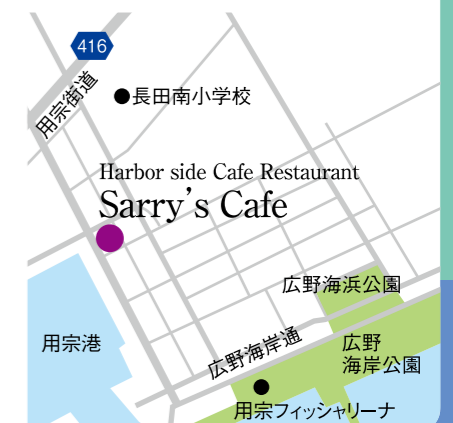 416
用宗街道
長田南小学校
Harbor side Cafe Restaurant
Sarry's Cafe
広野海浜公園
用宗港
広野海岸通
広野
海岸公園
用宗フィッシャリーナ